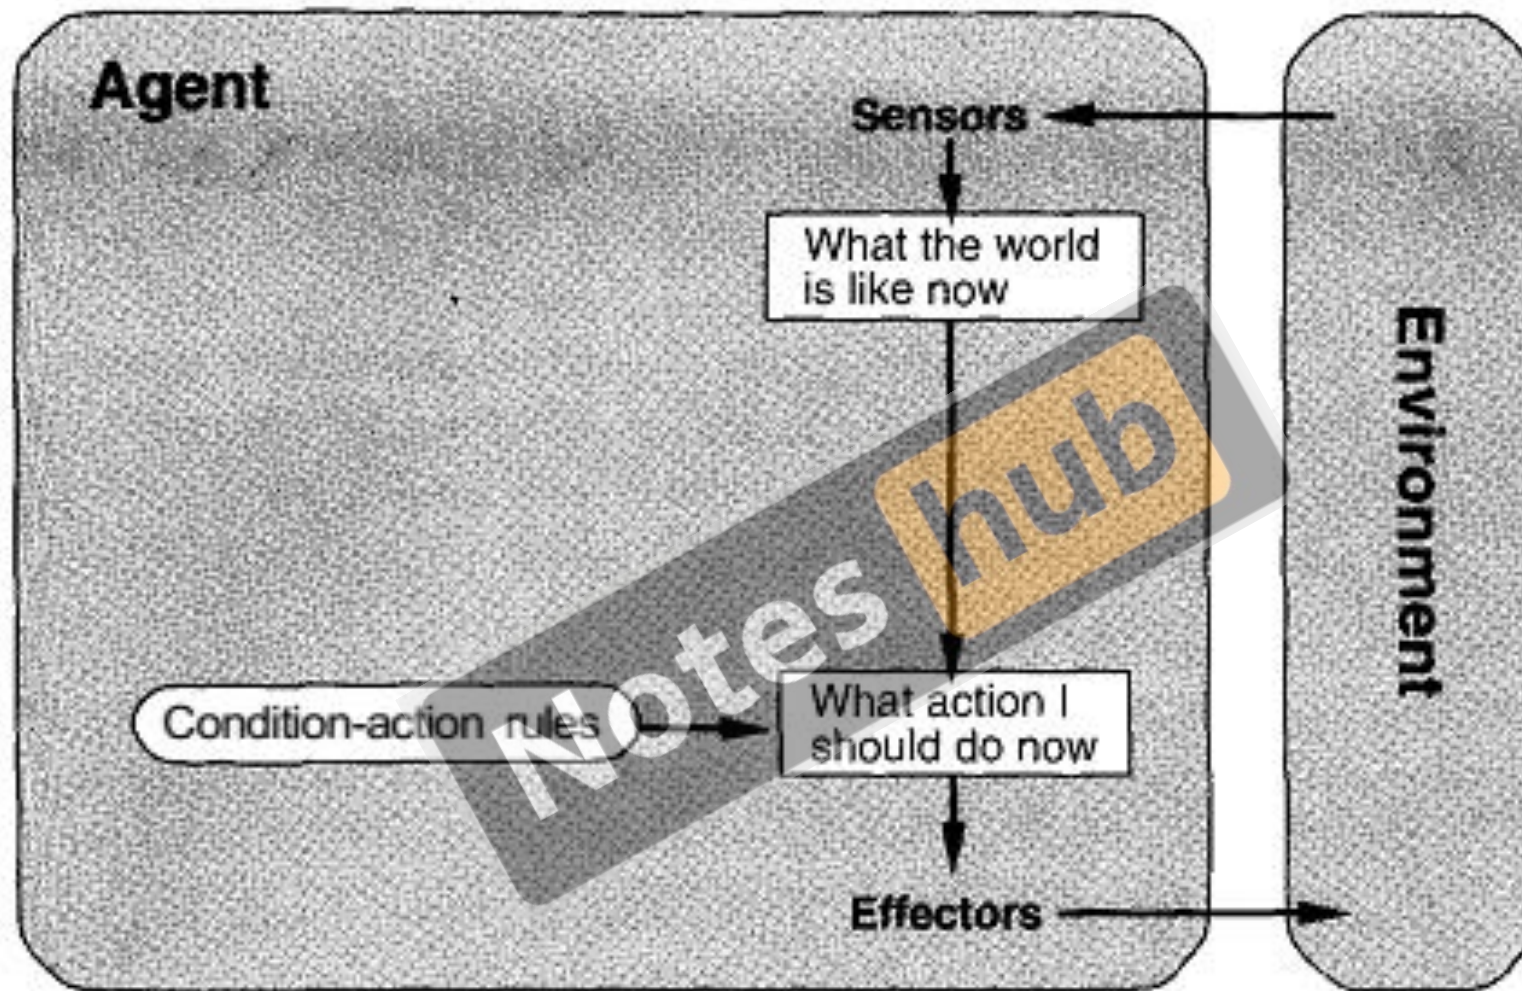 Agent
Sensors
What the world
is like now
Environment
Notes hub
Condition-action rules
What action I
should do now
Effectors